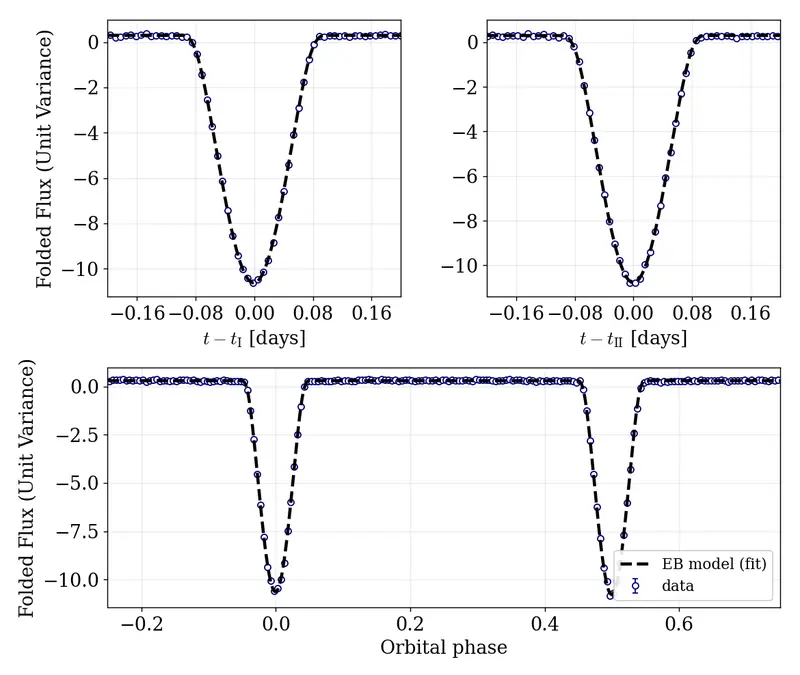 Folded Flux (Unit Variance)
0
−2
−4
−6
−8
−10
−0.16 −0.08 0.00 0.08 0.16
t − tI [days]
0
−2
−4
−6
−8
−10
−0.16 −0.08 0.00 0.08 0.16
t − tII [days]
Folded Flux (Unit Variance)
0.0
−2.5
−5.0
−7.5
−10.0
EB model (fit)
data
−0.2 0.0 0.2 0.4 0.6
Orbital phase